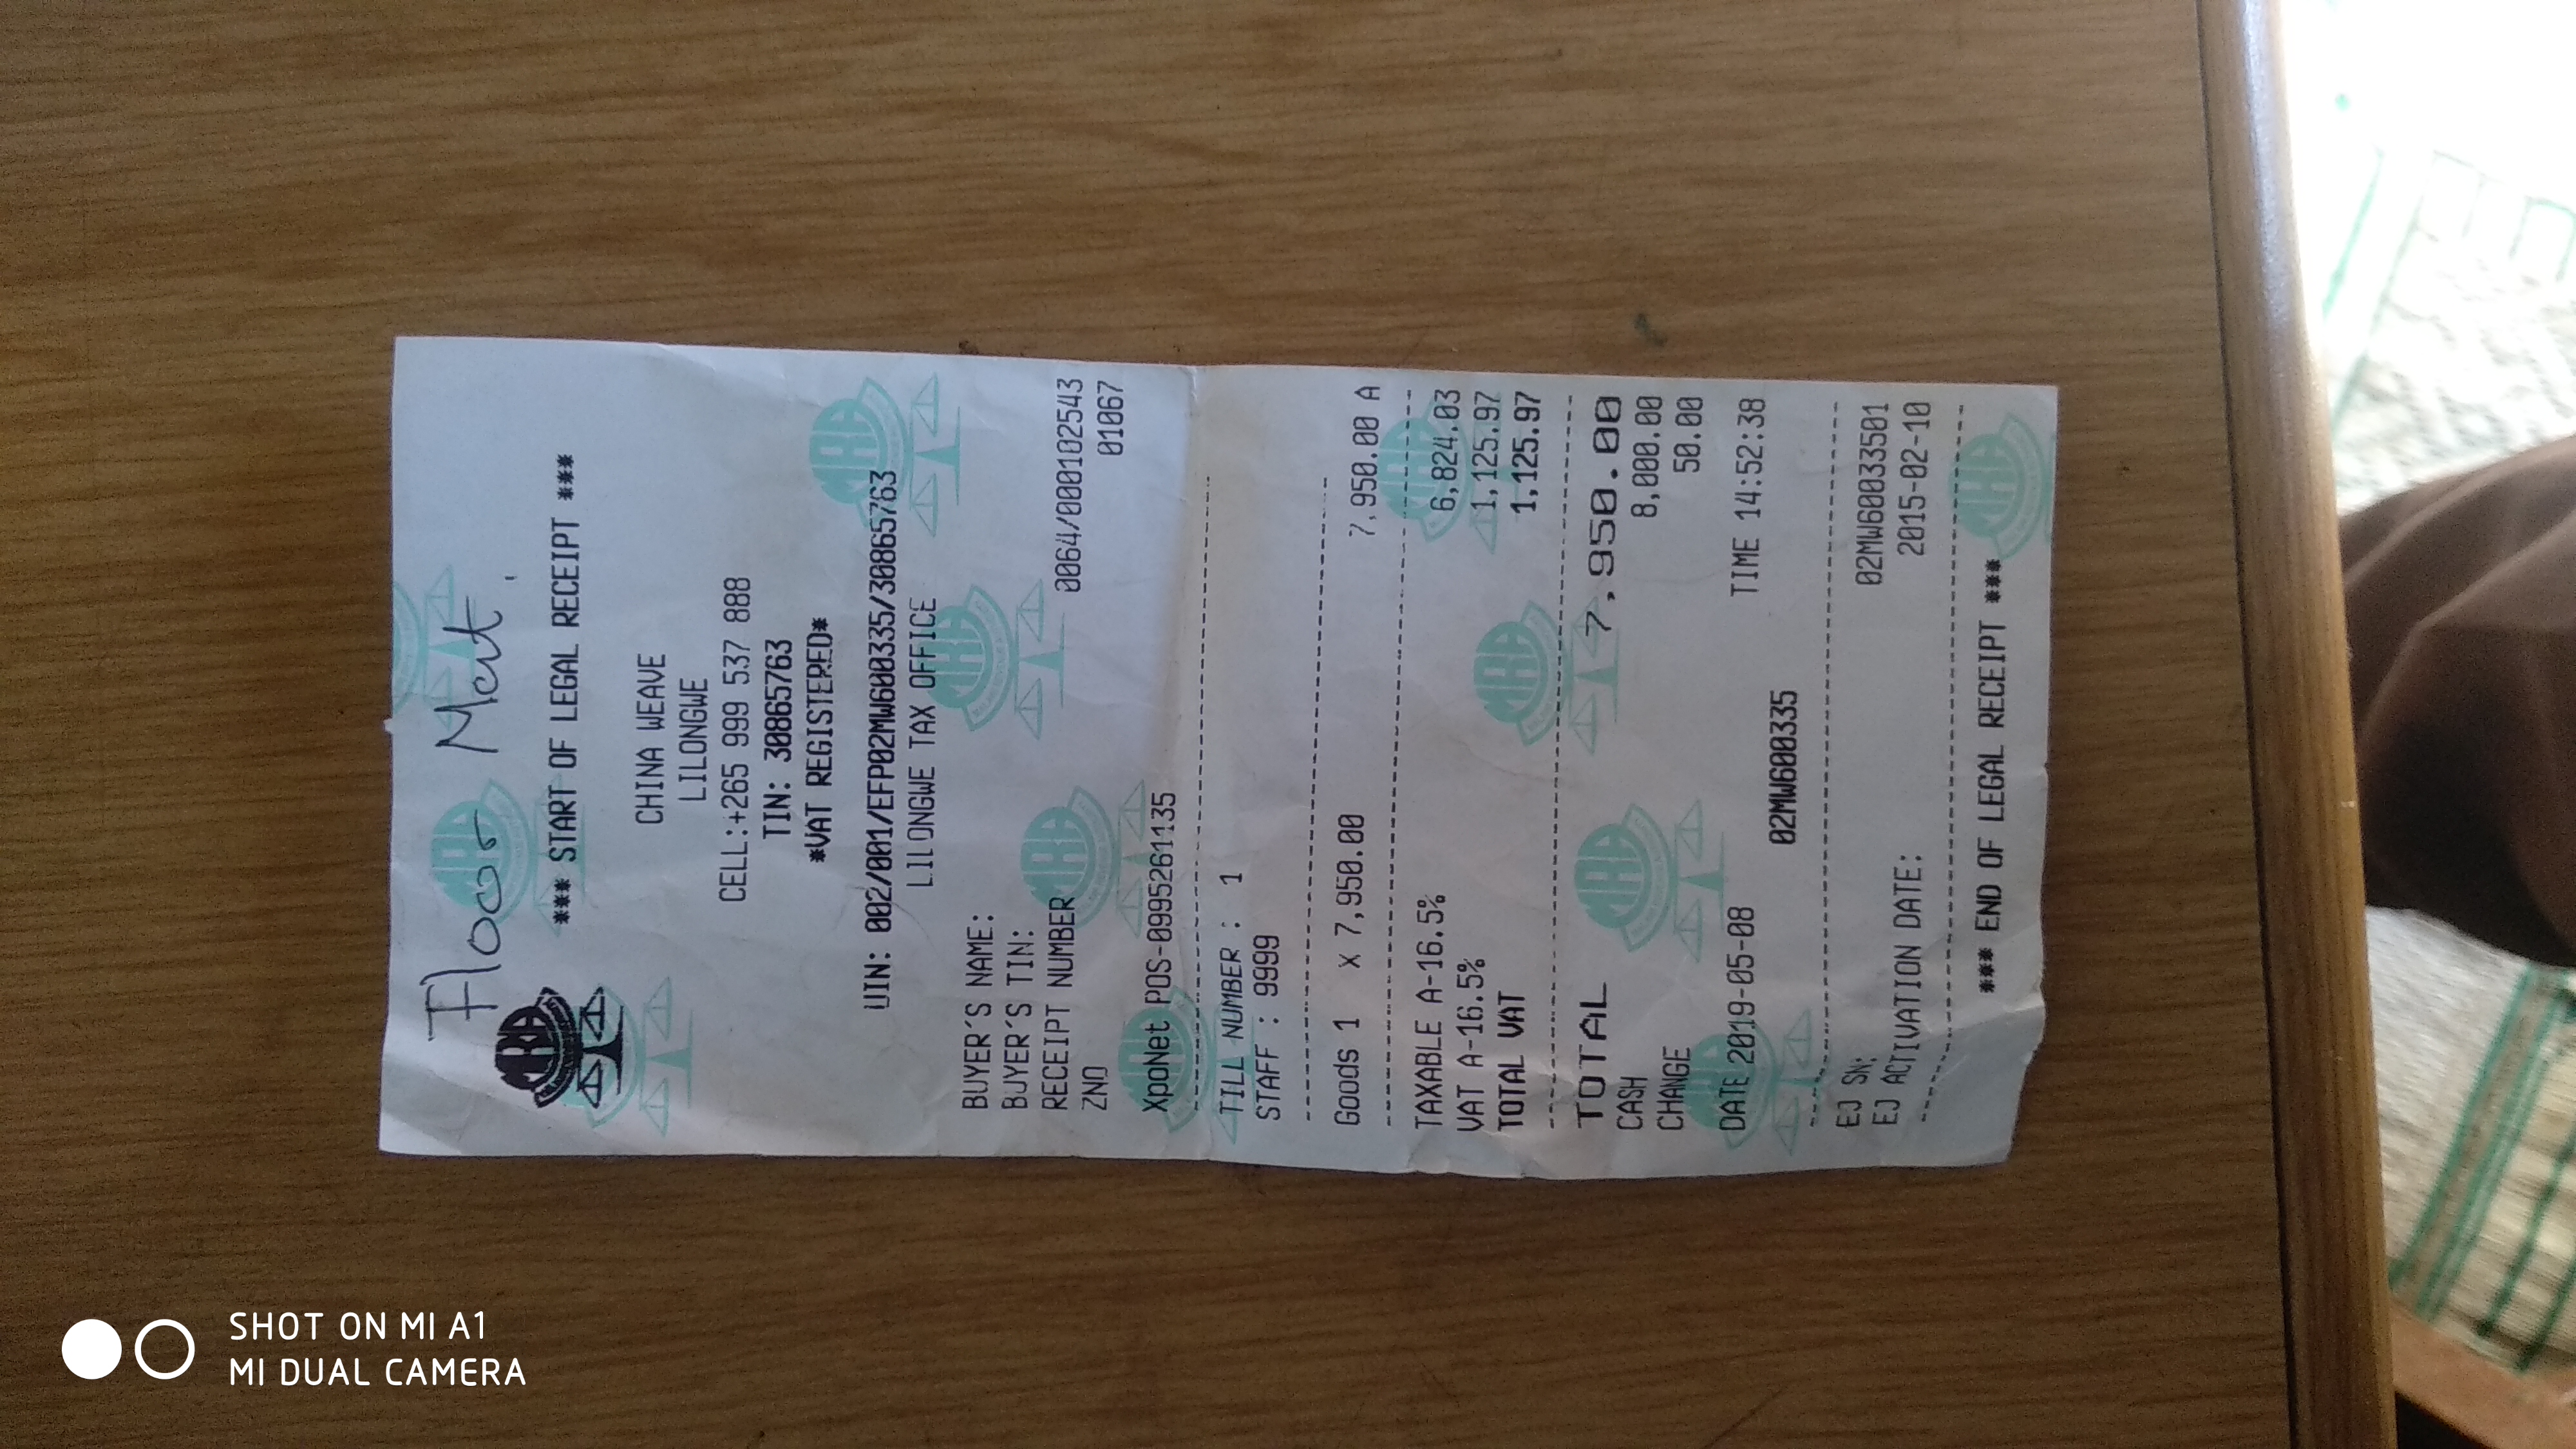 Floor Mat.
MRA
*** START OF LEGAL RECEIPT ***
CHINA WEAVE
LILONGWE
CELL:+265 999 537 888
TIN: 30865763
*VAT REGISTERED*
UIN: 002/001/EFP02MW600335/30865763
LILONGWE TAX OFFICE
BUYER'S NAME:
BUYER'S TIN:
RECEIPT NUMBER 0064/000102543
ZNO 01067
XpoNet POS-0995261135
TILL NUMBER : 1
STAFF : 9999
Goods 1 X 7,950.00 7,950.00 A
TAXABLE A-16.5% 6,824.03
VAT A-16.5% 1,125.97
TOTAL VAT 1,125.97
TOTAL 7,950.00
CASH 8,000.00
CHANGE 50.00
DATE 2019-05-08 TIME 14:52:38
02MW600335
EJ SN: 02MW60033501
EJ ACTIVATION DATE: 2015-02-10
*** END OF LEGAL RECEIPT ***
SHOT ON MI A1
MI DUAL CAMERA